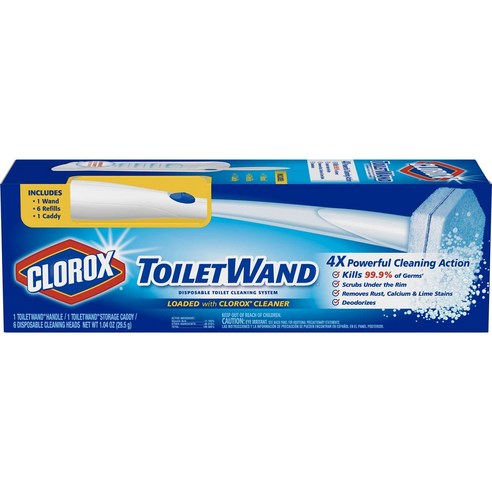 INCLUDES
• 1 Wand
• 6 Refills
• 1 Caddy
CLOROX®
TOILETWAND®
DISPOSABLE TOILET CLEANING SYSTEM
LOADED with CLOROX® CLEANER
4X Powerful Cleaning Action
Kills 99.9% of Germs*
Scrubs Under the Rim
Removes Rust, Calcium & Lime Stains
Deodorizes
1 TOILETWAND® HANDLE / 1 TOILETWAND® STORAGE CADDY /
6 DISPOSABLE CLEANING HEADS NET WT 1.04 OZ (29.5 g)
KEEP OUT OF REACH OF CHILDREN.
CAUTION: EYE IRRITANT.